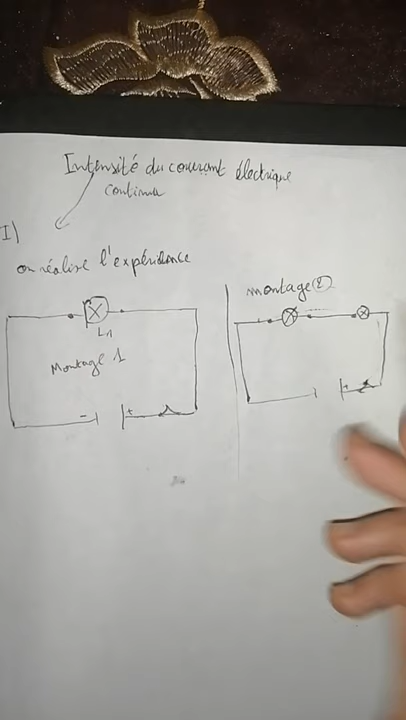 Intensité du courant électrique
continu
I)
on réalise l'expérience
montage (2)
L1
Montage 1
- +
+